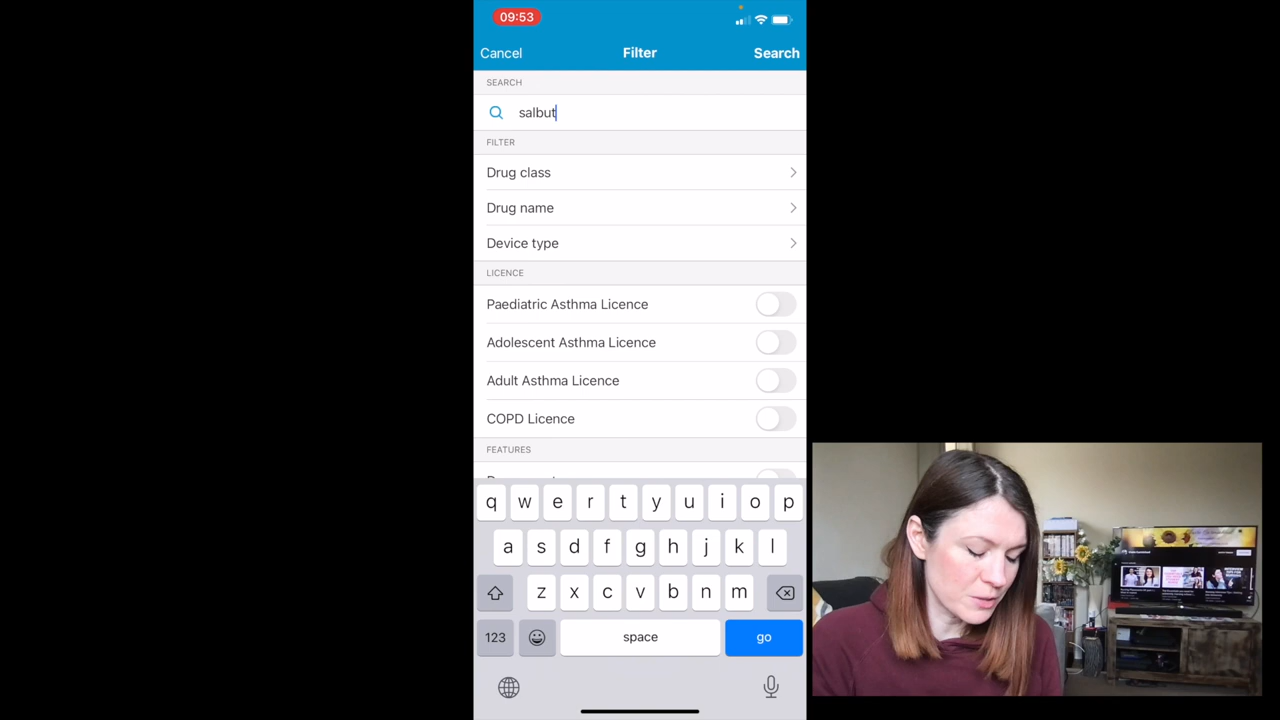 09:53
Cancel
Filter
Search
SEARCH
salbut
FILTER
Drug class
Drug name
Device type
LICENCE
Paediatric Asthma Licence
Adolescent Asthma Licence
Adult Asthma Licence
COPD Licence
FEATURES
q w e r t y u i o p
a s d f g h j k l
z x c v b n m
123
space
go